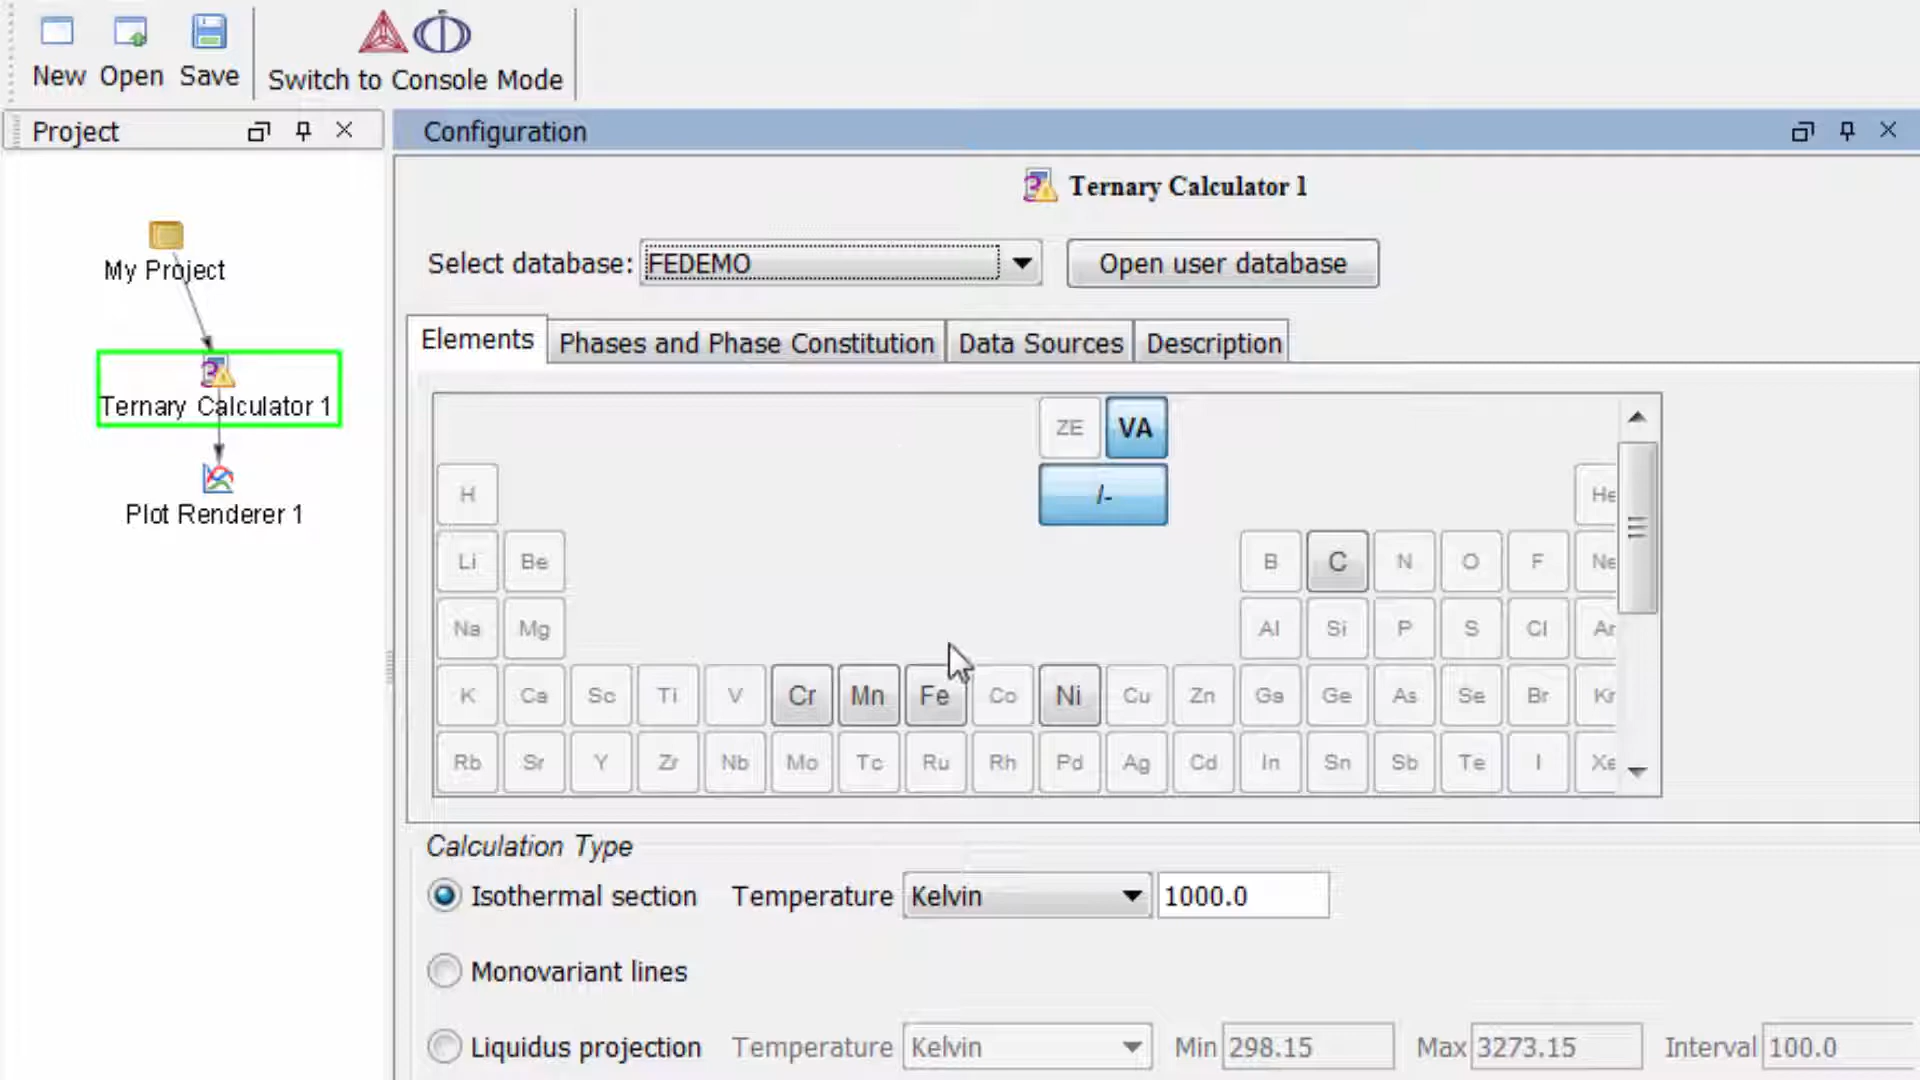 New Open Save Switch to Console Mode
Project
Configuration
My Project
Ternary Calculator 1
Plot Renderer 1
Ternary Calculator 1
Select database: FEDEMO Open user database
Elements Phases and Phase Constitution Data Sources Description
ZE VA
H /- He
Li Be B C N O F Ne
Na Mg Al Si P S Cl Ar
K Ca Sc Ti V Cr Mn Fe Co Ni Cu Zn Ga Ge As Se Br Kr
Rb Sr Y Zr Nb Mo Tc Ru Rh Pd Ag Cd In Sn Sb Te I Xe
Calculation Type
Isothermal section Temperature Kelvin 1000.0
Monovariant lines
Liquidus projection Temperature Kelvin Min 298.15 Max 3273.15 Interval 100.0